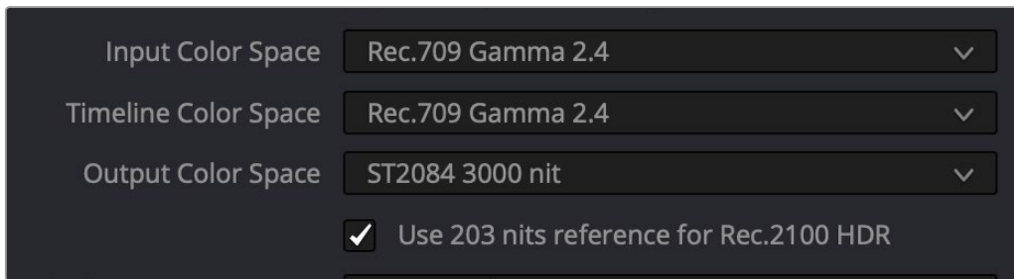 Input Color Space Rec.709 Gamma 2.4
Timeline Color Space Rec.709 Gamma 2.4
Output Color Space ST2084 3000 nit
Use 203 nits reference for Rec.2100 HDR